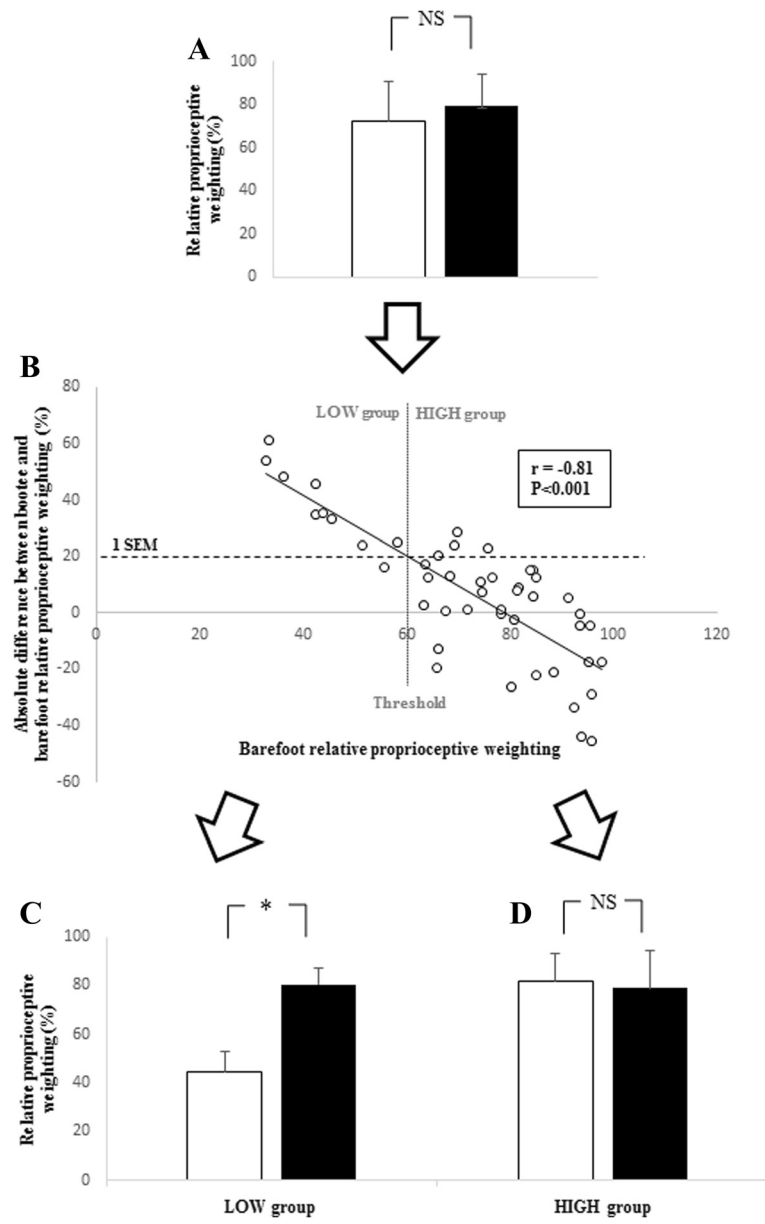 NS
A
100
80
60
40
20
0
Relative proprioceptive
weighting (%)
B
80
60
40
20
0
-20
-40
-60
Absolute difference between bootee and
barefoot relative proprioceptive weighting (%)
LOW group
HIGH group
r = -0.81
P<0.001
1 SEM
0
20
40
60
80
100
120
Threshold
Barefoot relative proprioceptive weighting
C
*
D
NS
100
80
60
40
20
0
Relative proprioceptive
weighting (%)
LOW group
HIGH group